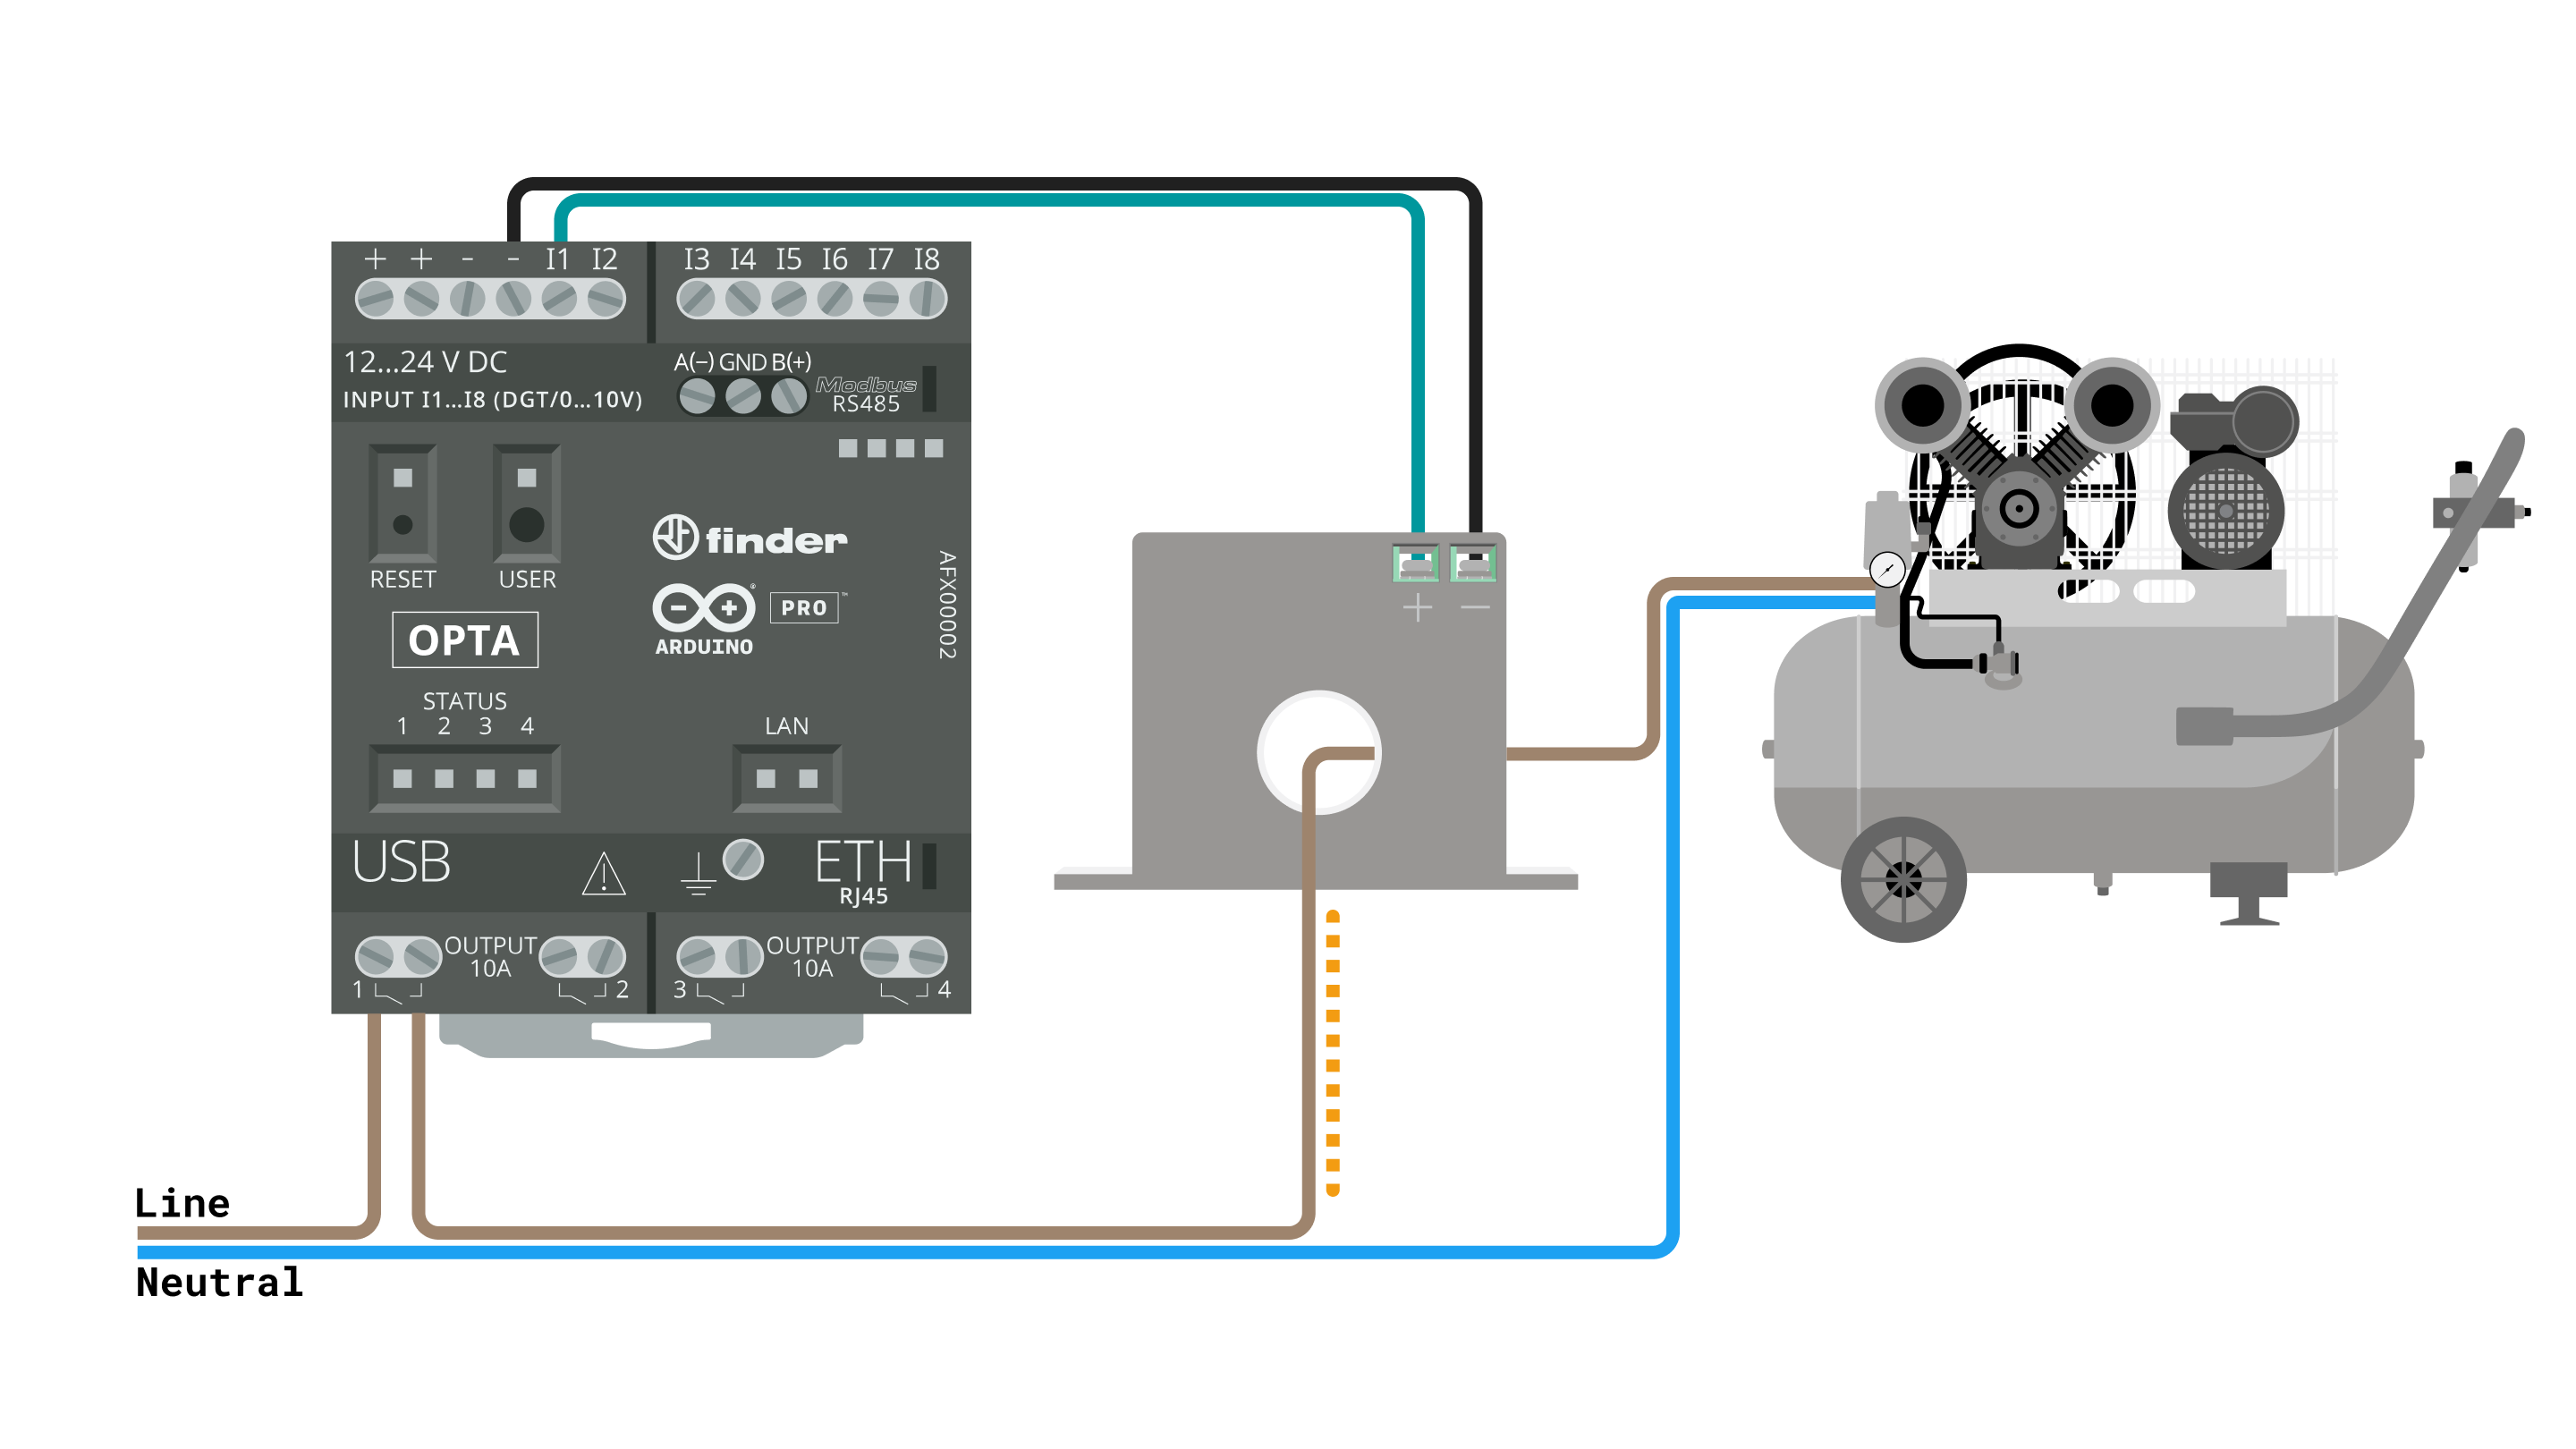 + + - - I1 I2 I3 I4 I5 I6 I7 I8
12...24 V DC
INPUT I1...I8 (DGT/0...10V)
A(−) GND B(+)
Modbus
RS485
finder
RESET USER
PRO™
ARDUINO
AFX00002
OPTA
STATUS
1 2 3 4
LAN
USB
ETH
RJ45
OUTPUT
10A
1 2
OUTPUT
10A
3 4
+ −
Line
Neutral